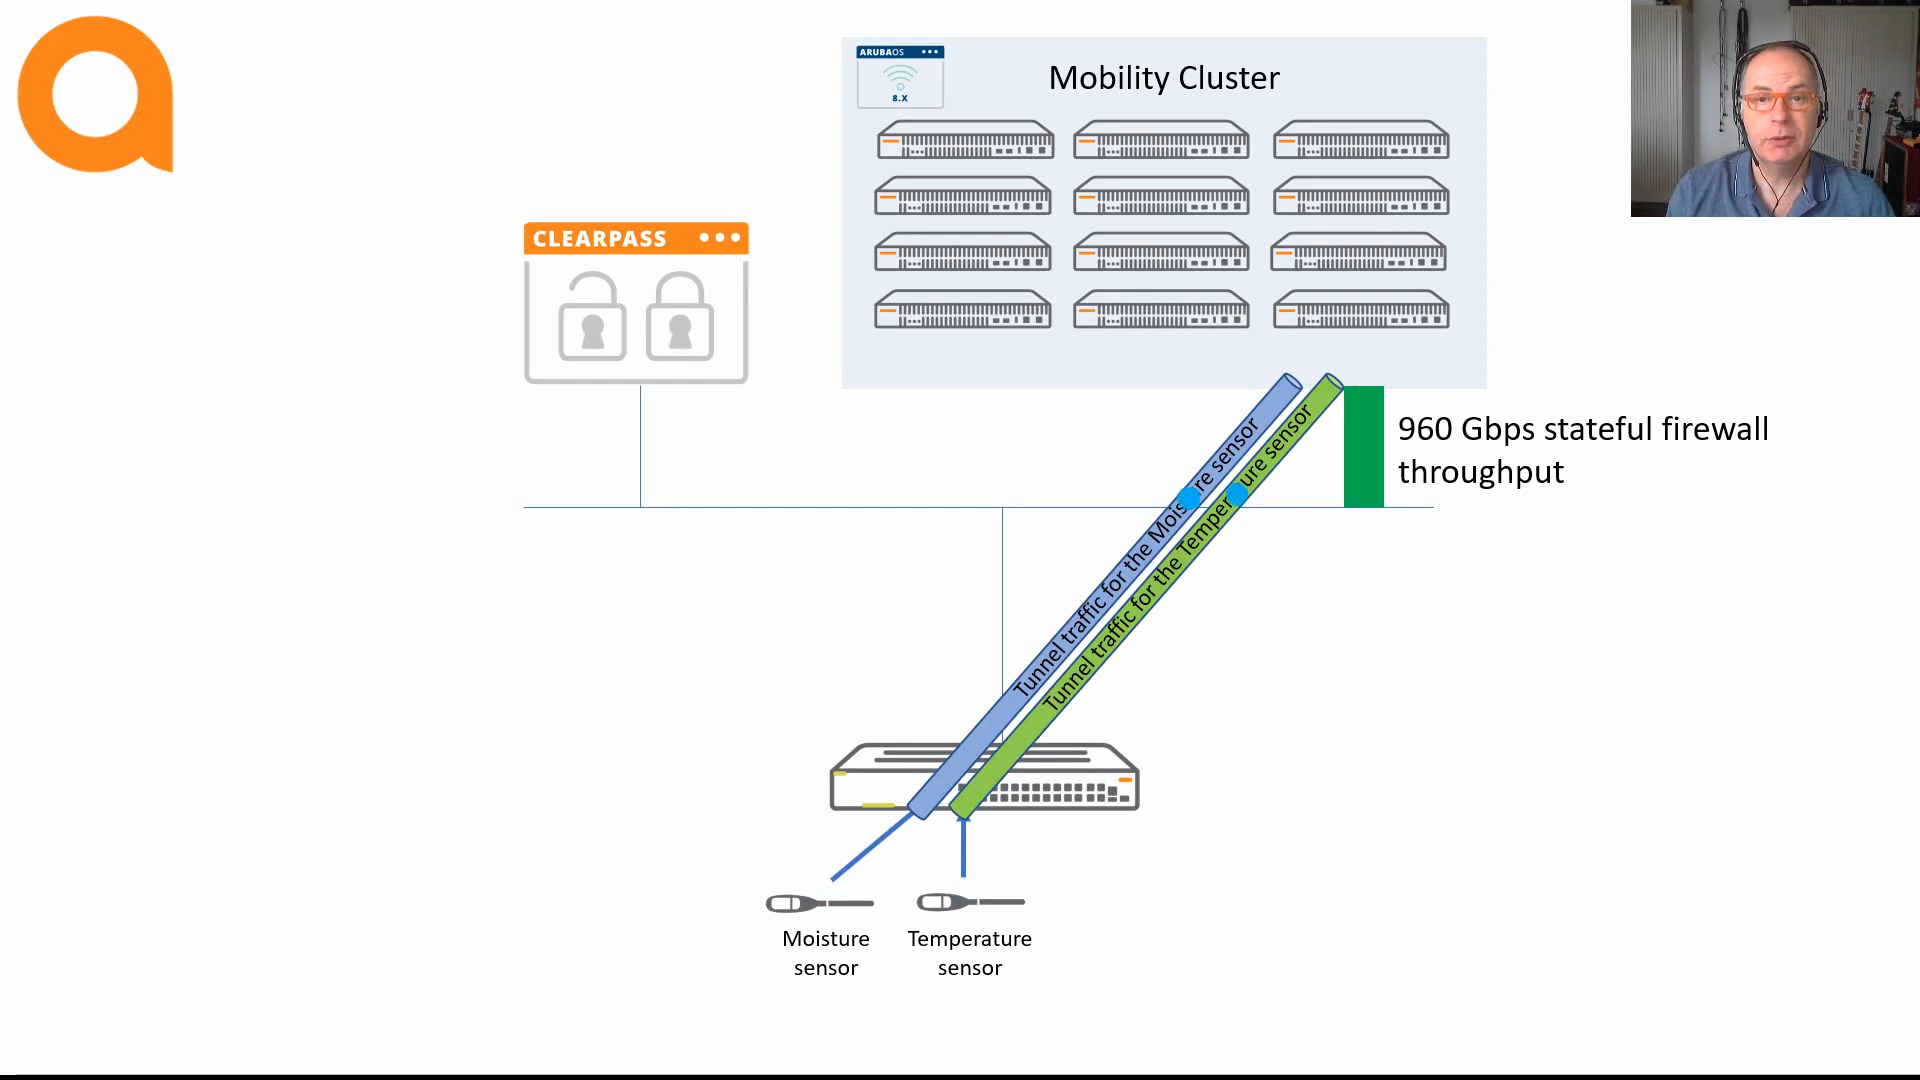 ARUBAOS
8.X
Mobility Cluster
CLEARPASS
960 Gbps stateful firewall
throughput
Tunnel traffic for the Mois re sensor
Tunnel traffic for the Temper ure sensor
Moisture
sensor
Temperature
sensor